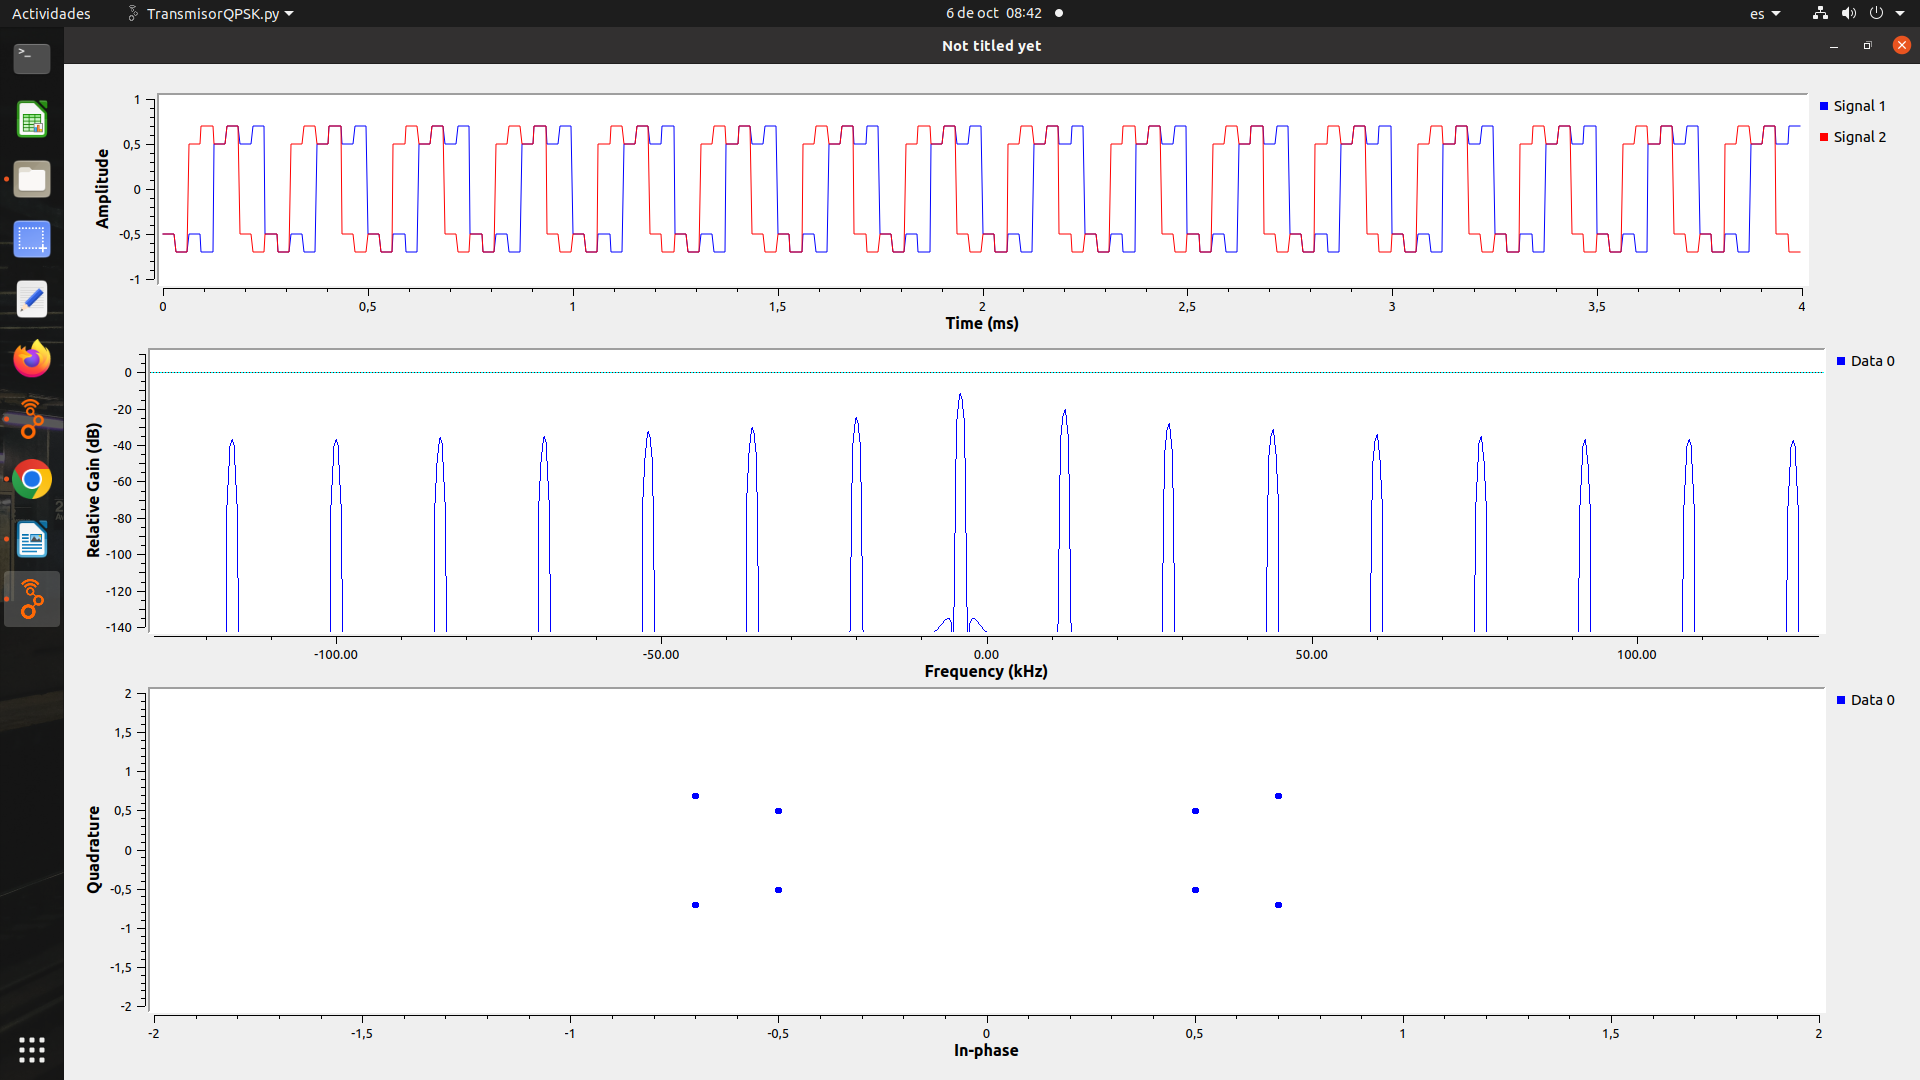 Actividades TransmisorQPSK.py 6 de oct 08:42 es
Not titled yet
1
0,5
0
-0,5
-1
Amplitude
Signal 1
Signal 2
0 0,5 1 1,5 2 2,5 3 3,5 4
Time (ms)
0
-20
-40
-60
-80
-100
-120
-140
Relative Gain (dB)
Data 0
-100.00 -50.00 0.00 50.00 100.00
Frequency (kHz)
2
1,5
1
0,5
0
-0,5
-1
-1,5
-2
Quadrature
Data 0
-2 -1,5 -1 -0,5 0 0,5 1 1,5 2
In-phase